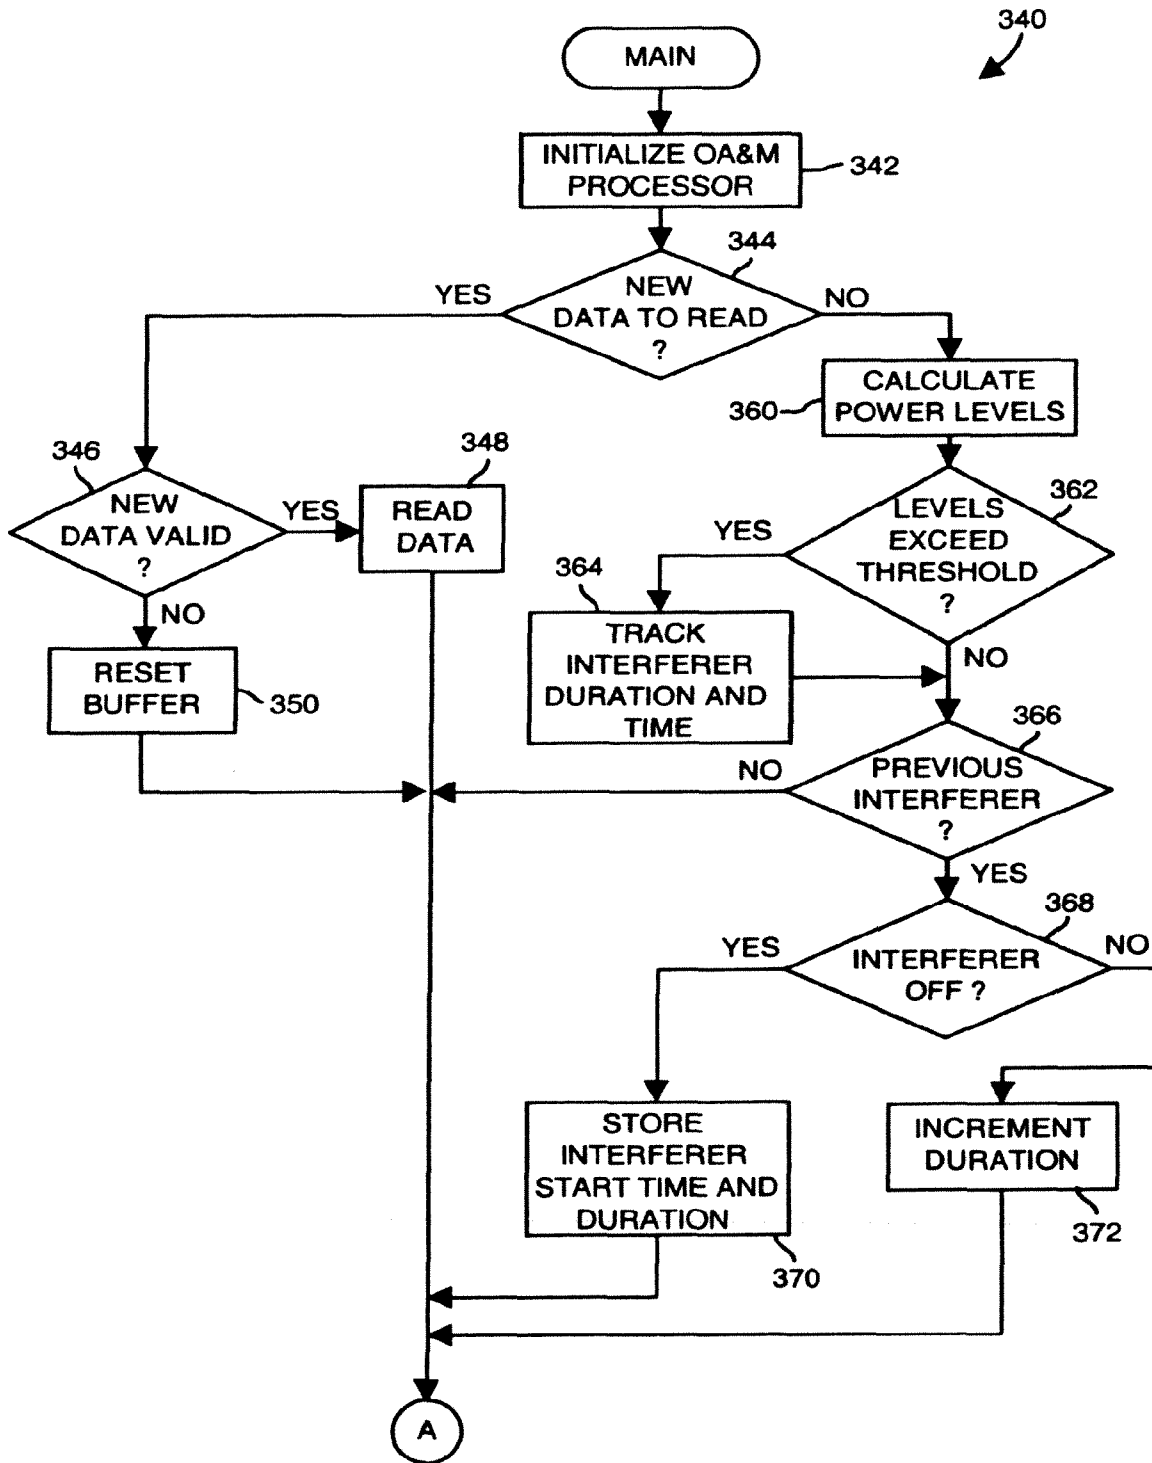 340
MAIN
INITIALIZE OA&M
PROCESSOR
342
344
YES
NEW
DATA TO READ
?
NO
CALCULATE
POWER LEVELS
360
346
NEW
DATA VALID
?
YES
348
READ
DATA
NO
RESET
BUFFER
350
362
LEVELS
EXCEED
THRESHOLD
?
YES
364
TRACK
INTERFERER
DURATION AND
TIME
NO
366
PREVIOUS
INTERFERER
?
NO
YES
368
INTERFERER
OFF ?
YES
NO
STORE
INTERFERER
START TIME AND
DURATION
370
INCREMENT
DURATION
372
A